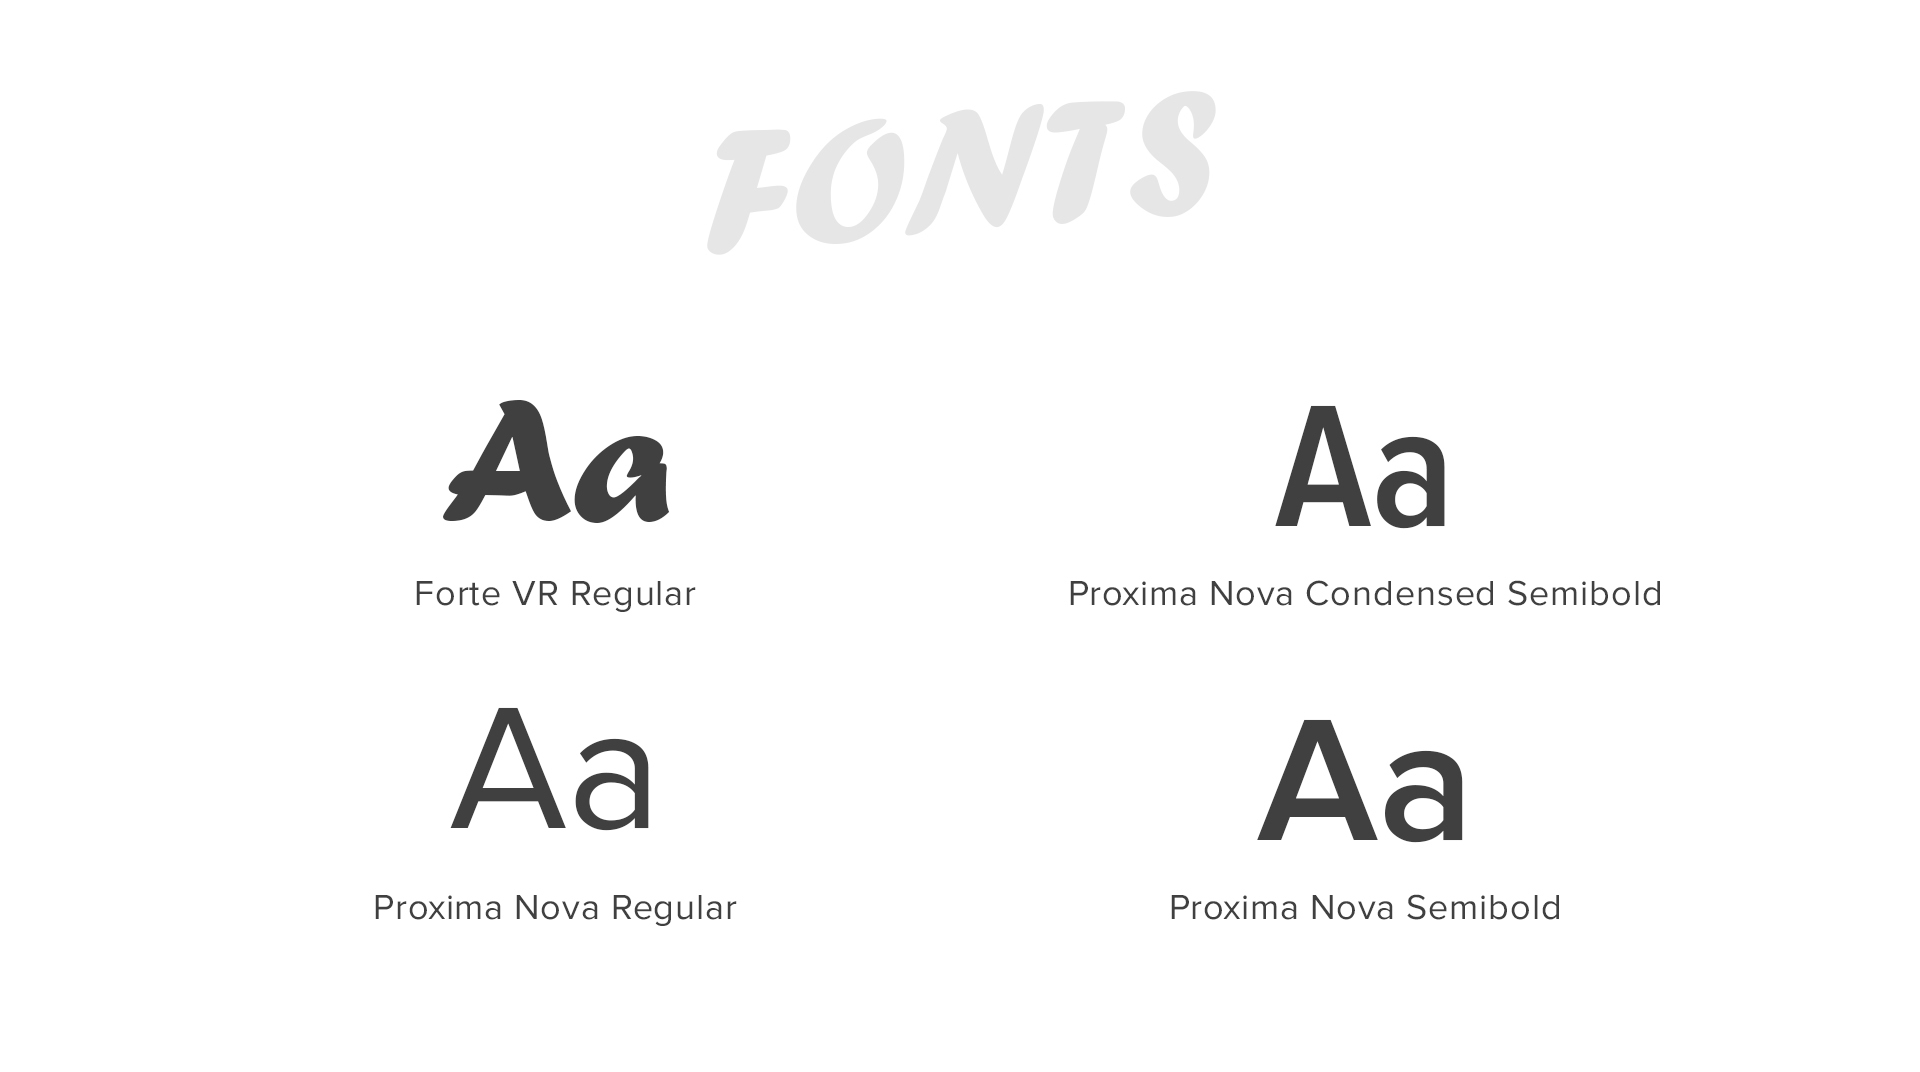 FONTS
Aa
Forte VR Regular
Aa
Proxima Nova Condensed Semibold
Aa
Proxima Nova Regular
Aa
Proxima Nova Semibold